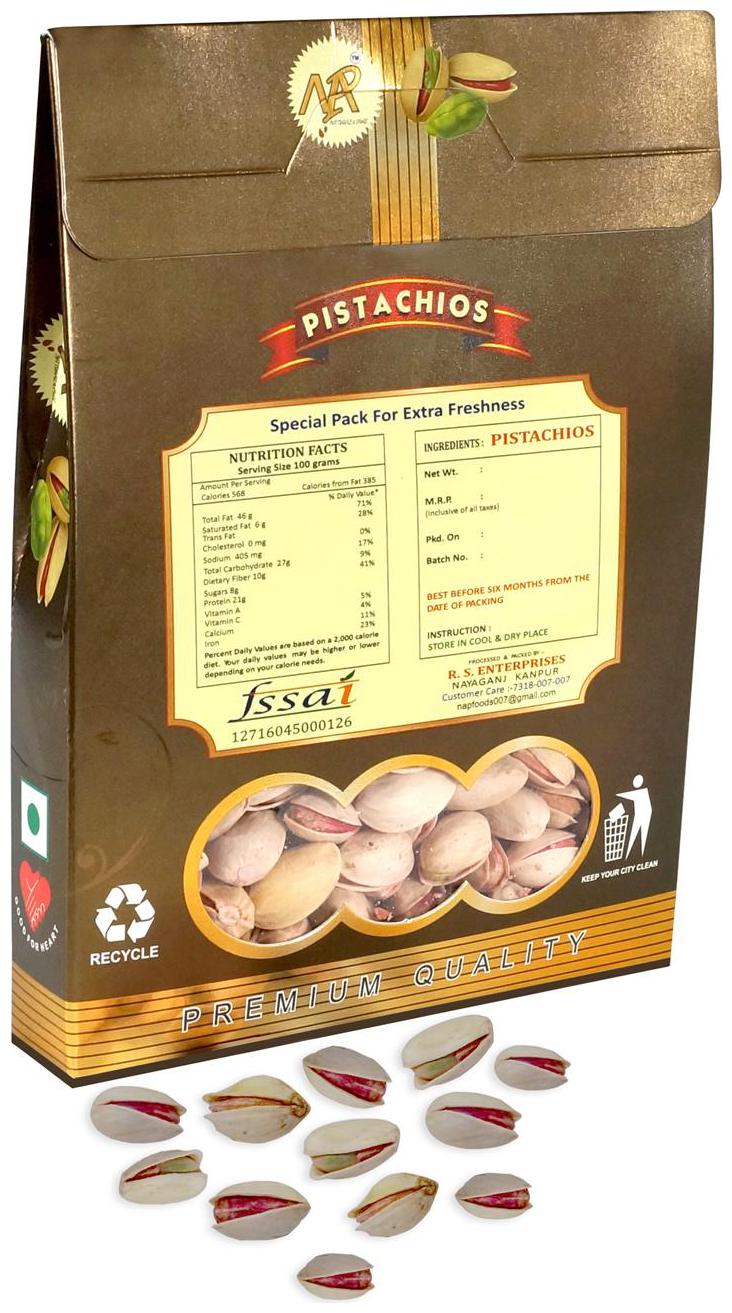 NAP
TM
PISTACHIOS
Special Pack For Extra Freshness
NUTRITION FACTS
Serving Size 100 grams
Amount Per Serving
Calories 568 Calories from Fat 385
% Daily Value*
Total Fat 46 g 71%
Saturated Fat 6 g 28%
Trans Fat
Cholesterol 0 mg 0%
Sodium 405 mg 17%
Total Carbohydrate 27g 9%
Dietary Fiber 10g 41%
Sugars 8g
Protein 21g
Vitamin A 5%
Vitamin C 4%
Calcium 11%
Iron 23%
Percent Daily Values are based on a 2,000 calorie
diet. Your daily values may be higher or lower
depending on your calorie needs.
fssai
12716045000126
INGREDIENTS : PISTACHIOS
Net Wt. :
M.R.P. :
(Inclusive of all taxes)
Pkd. On :
Batch No. :
BEST BEFORE SIX MONTHS FROM THE
DATE OF PACKING
INSTRUCTION :
STORE IN COOL & DRY PLACE
PROCESSED & PACKED BY :-
R. S. ENTERPRISES
NAYAGANJ KANPUR
Customer Care :-7318-007-007
napfoods007@gmail.com
GOOD FOR HEART
RECYCLE
KEEP YOUR CITY CLEAN
PREMIUM QUALITY